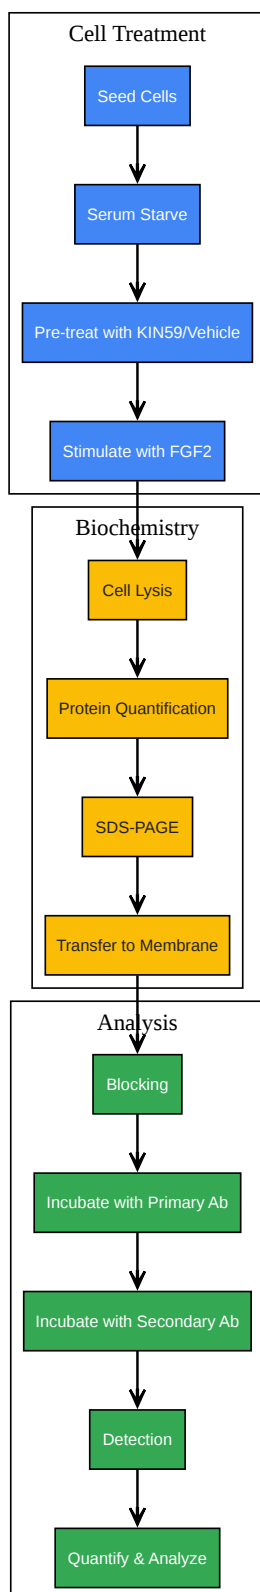 Cell Treatment
Seed Cells
Serum Starve
Pre-treat with KIN59/Vehicle
Stimulate with FGF2
Biochemistry
Cell Lysis
Protein Quantification
SDS-PAGE
Transfer to Membrane
Analysis
Blocking
Incubate with Primary Ab
Incubate with Secondary Ab
Detection
Quantify & Analyze